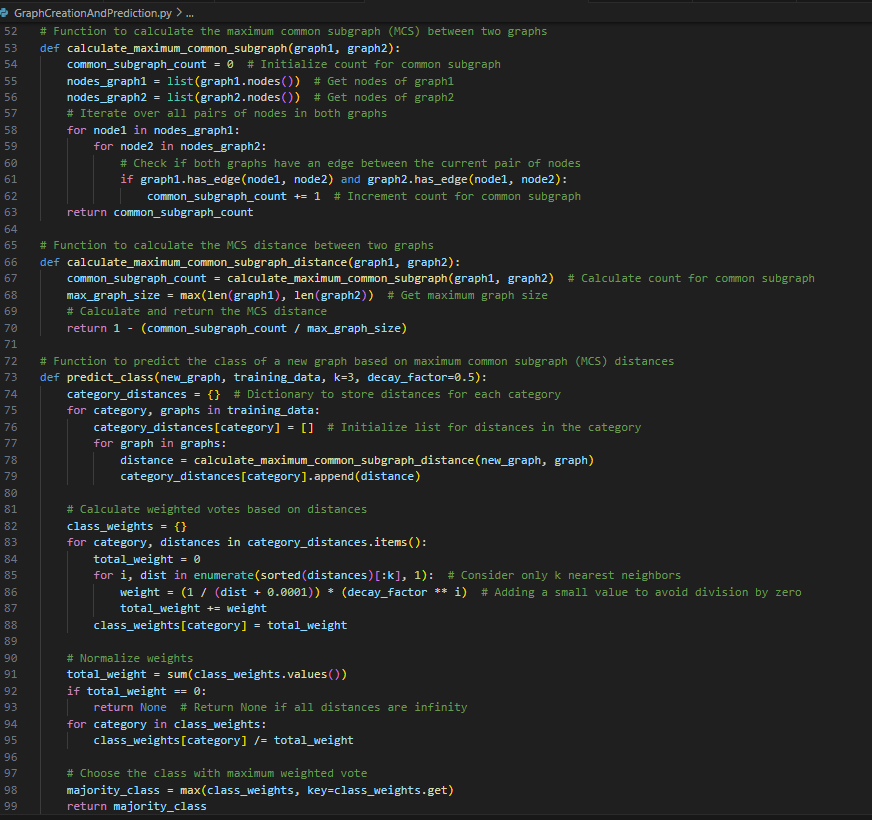 GraphCreationAndPrediction.py > ...
52 # Function to calculate the maximum common subgraph (MCS) between two graphs
53 def calculate_maximum_common_subgraph(graph1, graph2):
54     common_subgraph_count = 0  # Initialize count for common subgraph
55     nodes_graph1 = list(graph1.nodes())  # Get nodes of graph1
56     nodes_graph2 = list(graph2.nodes())  # Get nodes of graph2
57     # Iterate over all pairs of nodes in both graphs
58     for node1 in nodes_graph1:
59         for node2 in nodes_graph2:
60             # Check if both graphs have an edge between the current pair of nodes
61             if graph1.has_edge(node1, node2) and graph2.has_edge(node1, node2):
62                 common_subgraph_count += 1  # Increment count for common subgraph
63     return common_subgraph_count
64
65 # Function to calculate the MCS distance between two graphs
66 def calculate_maximum_common_subgraph_distance(graph1, graph2):
67     common_subgraph_count = calculate_maximum_common_subgraph(graph1, graph2)  # Calculate count for common subgraph
68     max_graph_size = max(len(graph1), len(graph2))  # Get maximum graph size
69     # Calculate and return the MCS distance
70     return 1 - (common_subgraph_count / max_graph_size)
71
72 # Function to predict the class of a new graph based on maximum common subgraph (MCS) distances
73 def predict_class(new_graph, training_data, k=3, decay_factor=0.5):
74     category_distances = {}  # Dictionary to store distances for each category
75     for category, graphs in training_data:
76         category_distances[category] = []  # Initialize list for distances in the category
77         for graph in graphs:
78             distance = calculate_maximum_common_subgraph_distance(new_graph, graph)
79             category_distances[category].append(distance)
80
81     # Calculate weighted votes based on distances
82     class_weights = {}
83     for category, distances in category_distances.items():
84         total_weight = 0
85         for i, dist in enumerate(sorted(distances)[:k], 1):  # Consider only k nearest neighbors
86             weight = (1 / (dist + 0.0001)) * (decay_factor ** i)  # Adding a small value to avoid division by zero
87             total_weight += weight
88         class_weights[category] = total_weight
89
90     # Normalize weights
91     total_weight = sum(class_weights.values())
92     if total_weight == 0:
93         return None  # Return None if all distances are infinity
94     for category in class_weights:
95         class_weights[category] /= total_weight
96
97     # Choose the class with maximum weighted vote
98     majority_class = max(class_weights, key=class_weights.get)
99     return majority_class